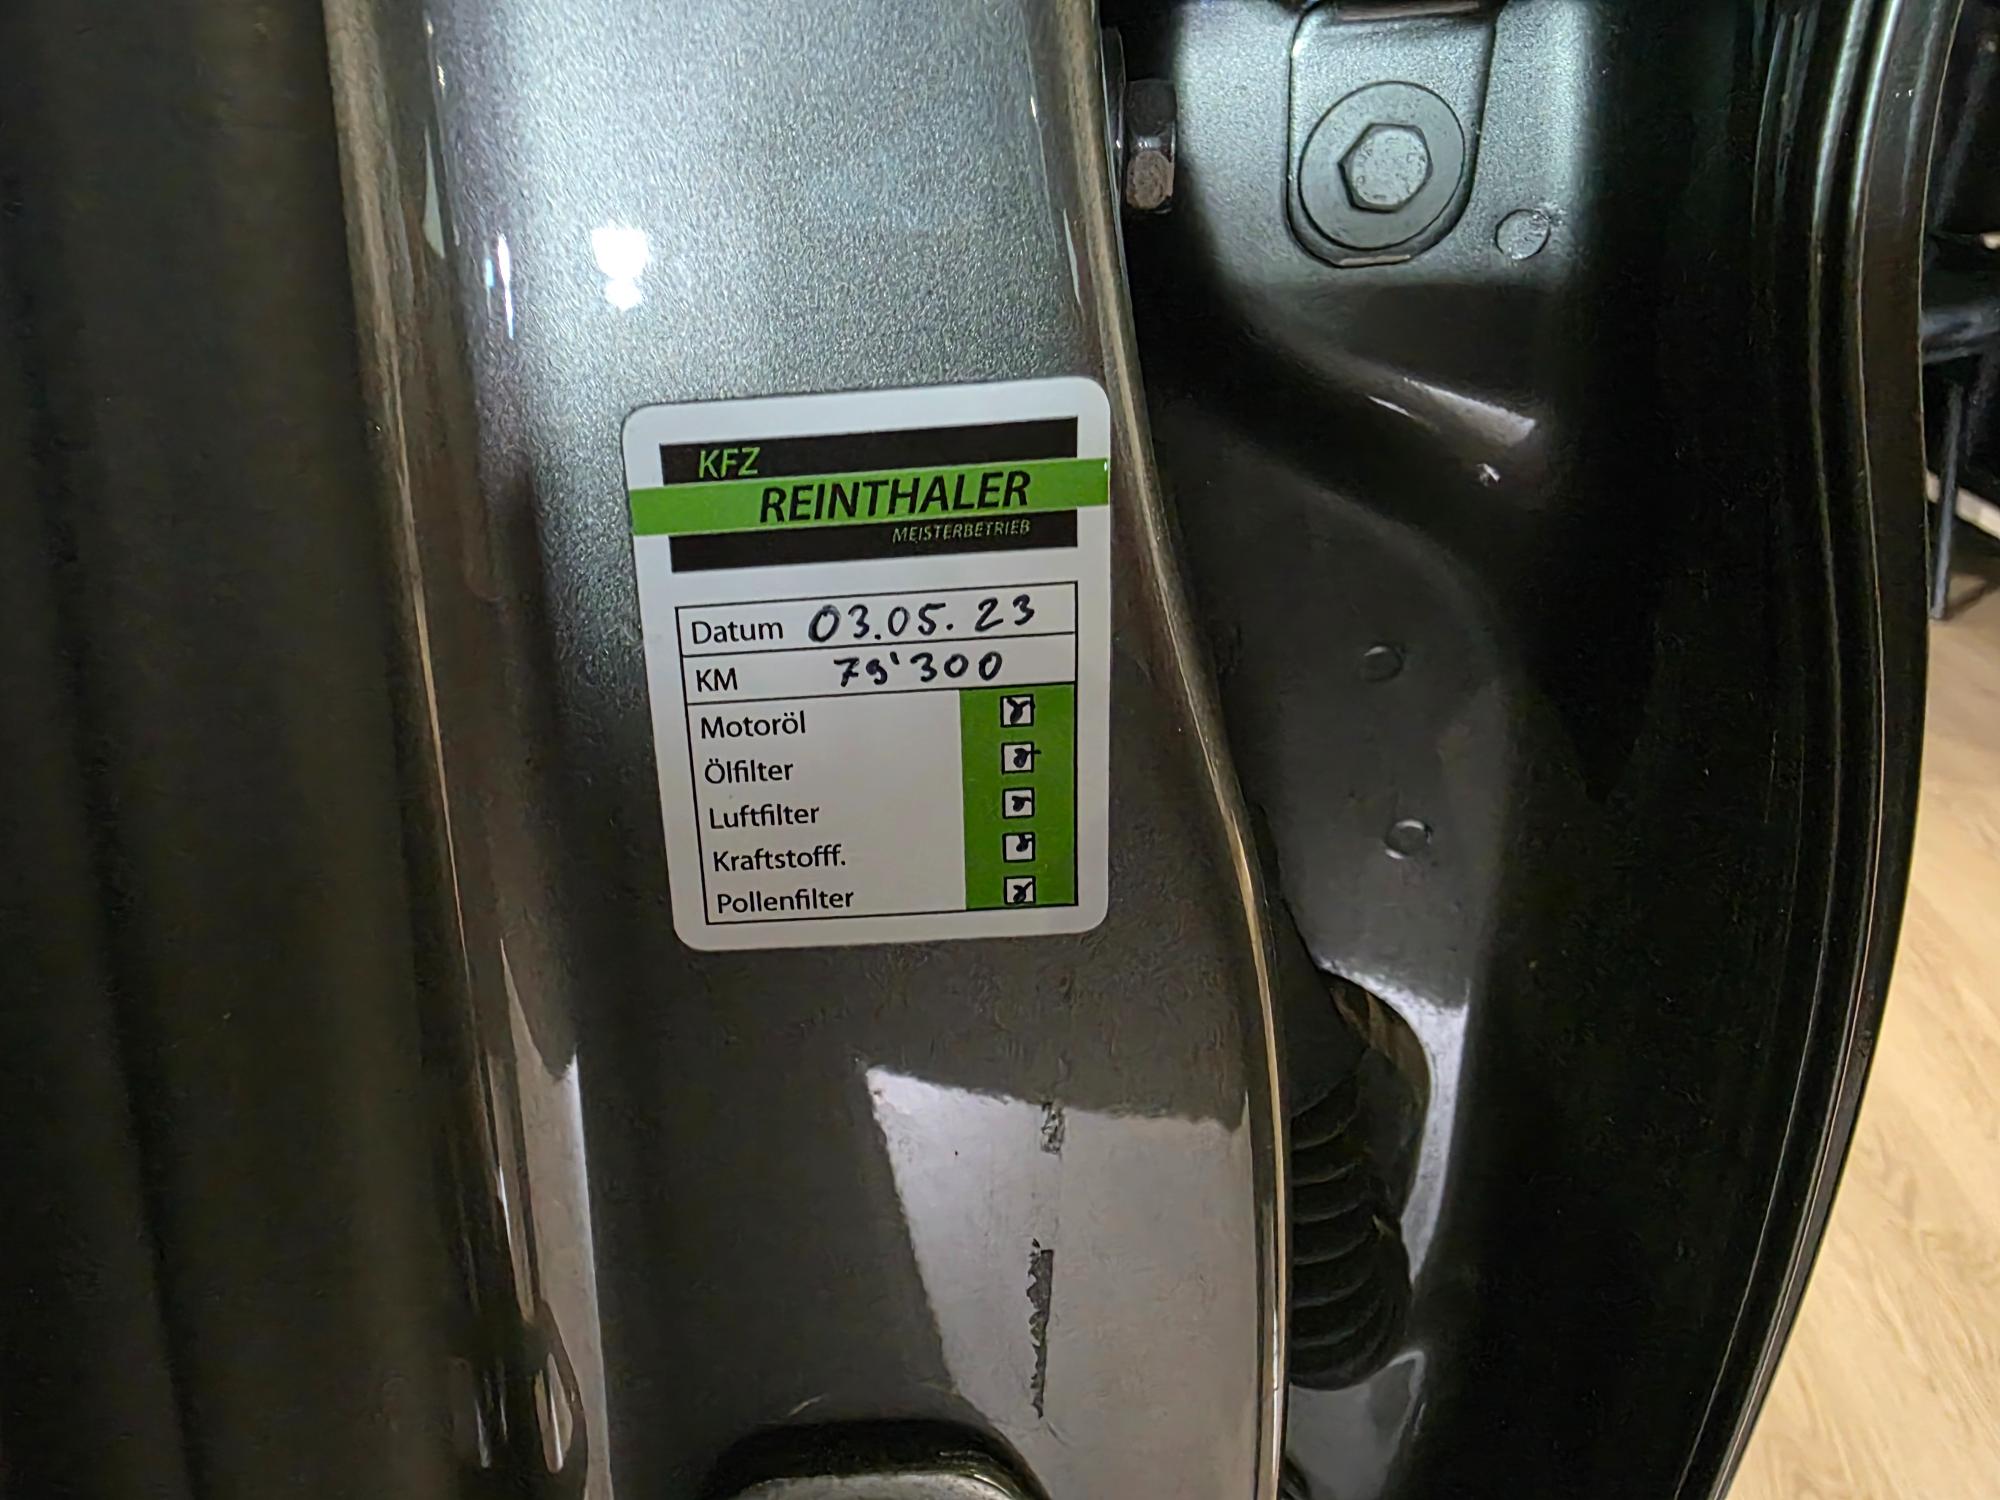 KFZ
REINTHALER
MEISTERBETRIEB
Datum 03.05.23
KM 79'300
Motoröl
Ölfilter
Luftfilter
Kraftstofff.
Pollenfilter